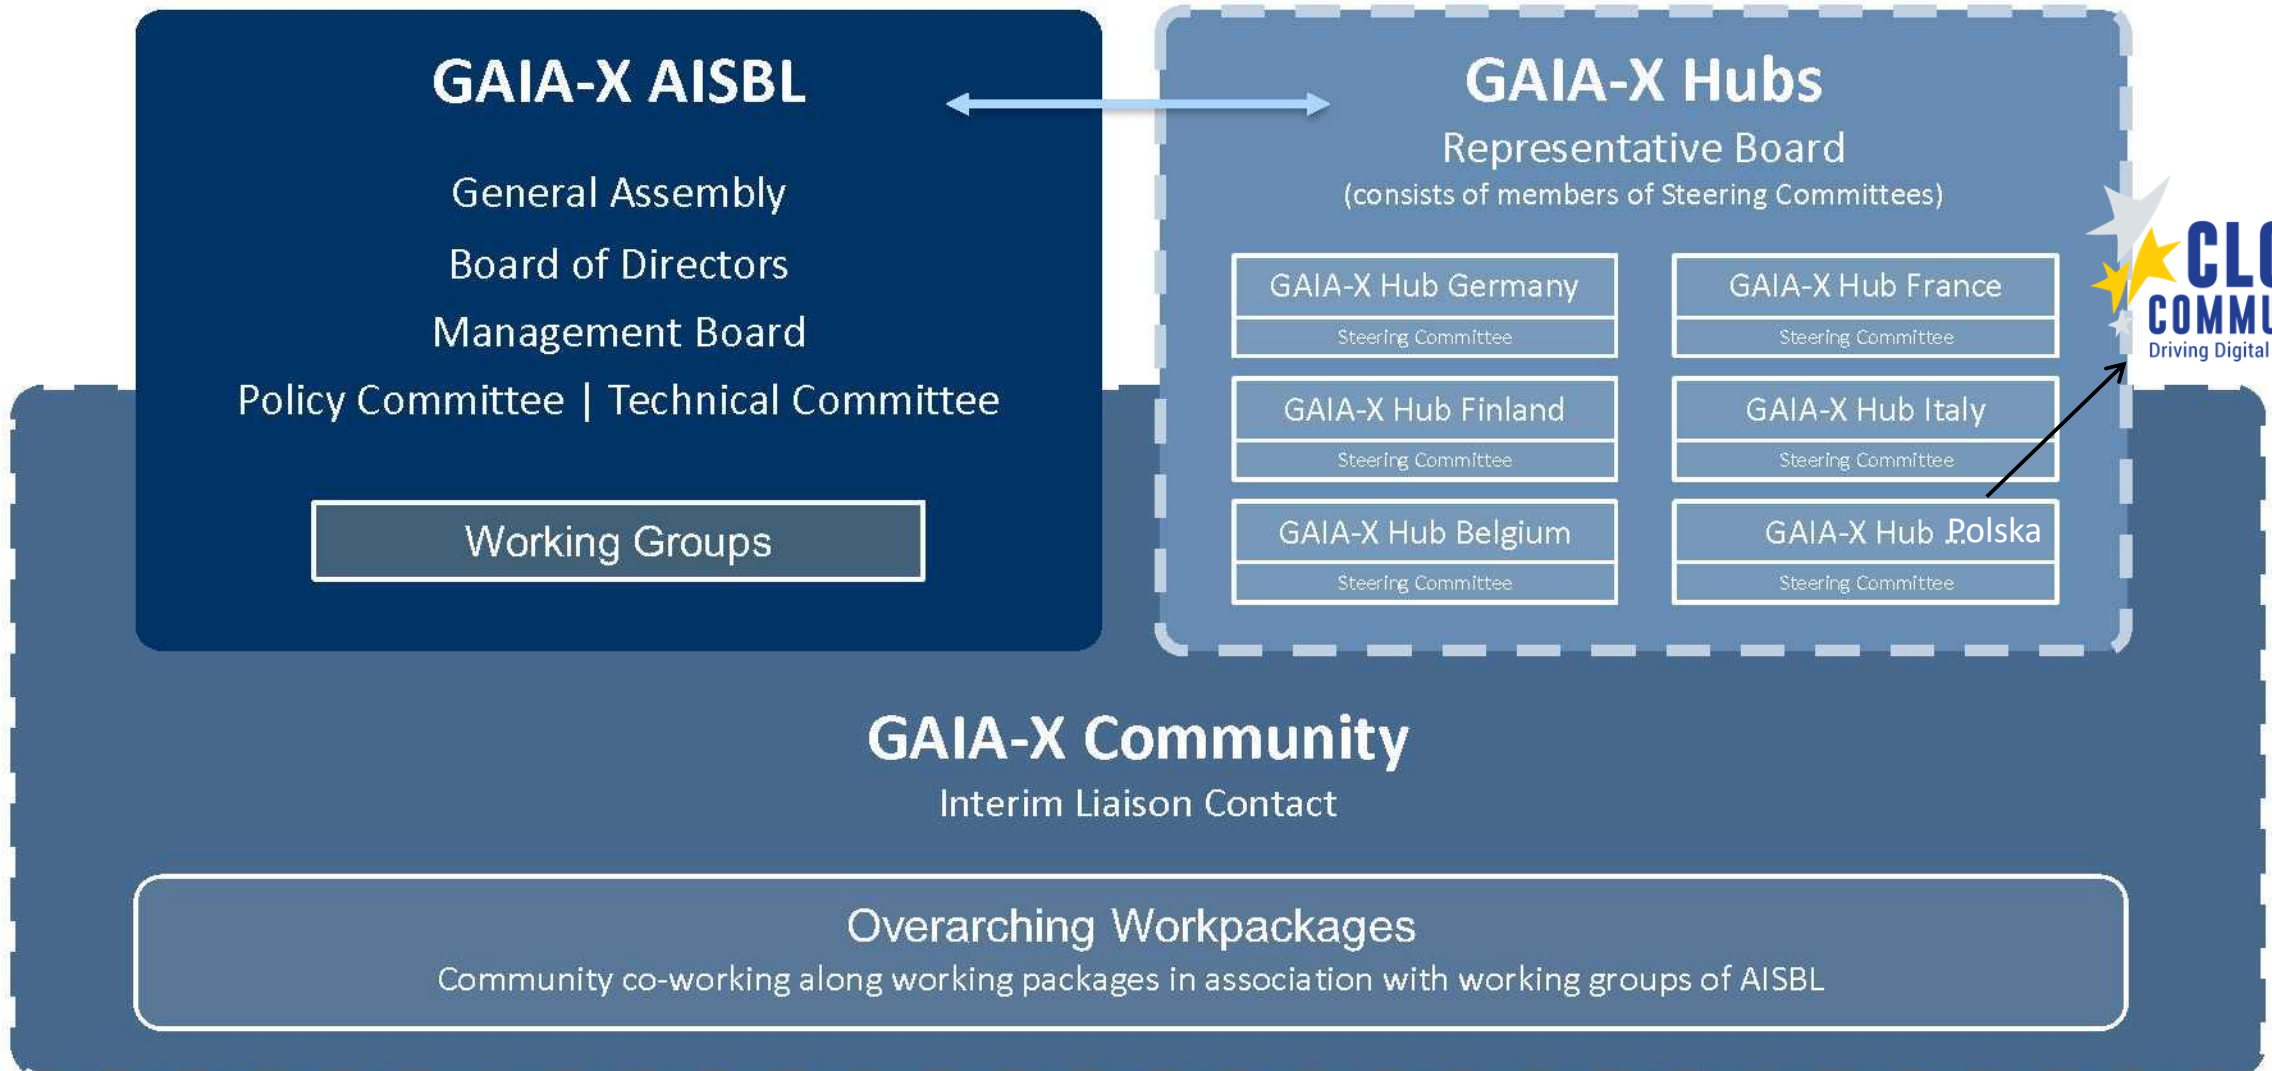 GAIA-X AISBL
General Assembly
Board of Directors
Management Board
Policy Committee | Technical Committee
Working Groups
GAIA-X Hubs
Representative Board
(consists of members of Steering Committees)
GAIA-X Hub Germany
Steering Committee
GAIA-X Hub France
Steering Committee
GAIA-X Hub Finland
Steering Committee
GAIA-X Hub Italy
Steering Committee
GAIA-X Hub Belgium
Steering Committee
GAIA-X Hub Polska
Steering Committee
Driving Digital
GAIA-X Community
Interim Liaison Contact
Overarching Workpackages
Community co-working along working packages in association with working groups of AISBL